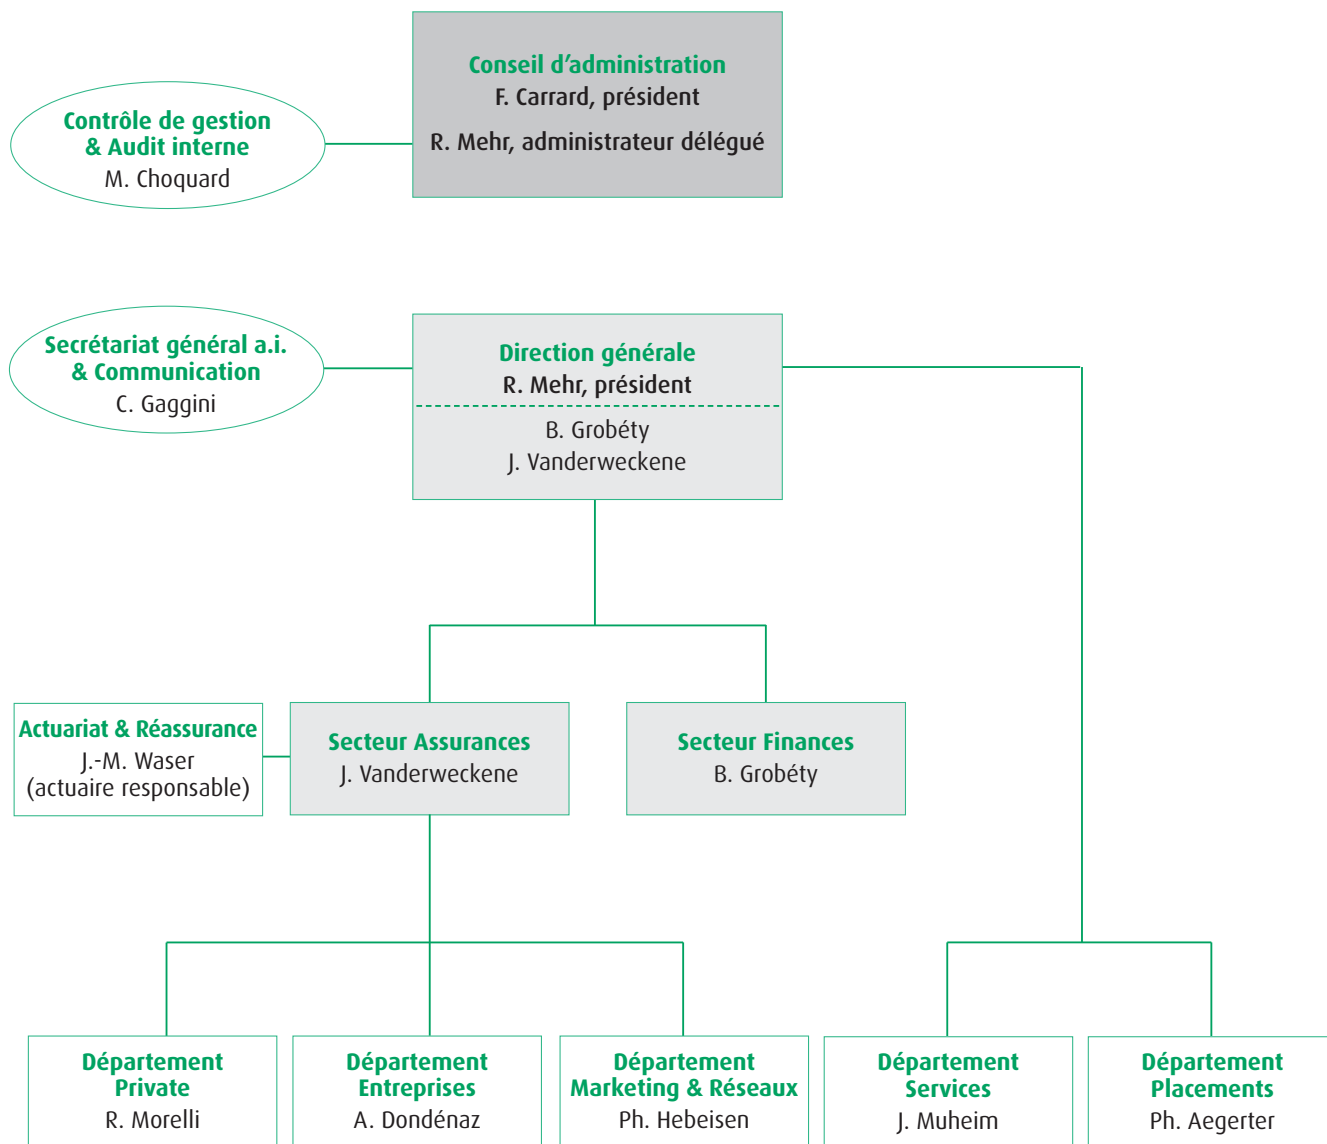 Conseil d’administration
F. Carrard, président
R. Mehr, administrateur délégué
Contrôle de gestion
& Audit interne
M. Choquard
Secrétariat général a.i.
& Communication
C. Gaggini
Direction générale
R. Mehr, président
B. Grobéty
J. Vanderweckene
Actuariat & Réassurance
J.-M. Waser
(actuaire responsable)
Secteur Assurances
J. Vanderweckene
Secteur Finances
B. Grobéty
Département
Private
R. Morelli
Département
Entreprises
A. Dondénaz
Département
Marketing & Réseaux
Ph. Hebeisen
Département
Services
J. Muheim
Département
Placements
Ph. Aegerter